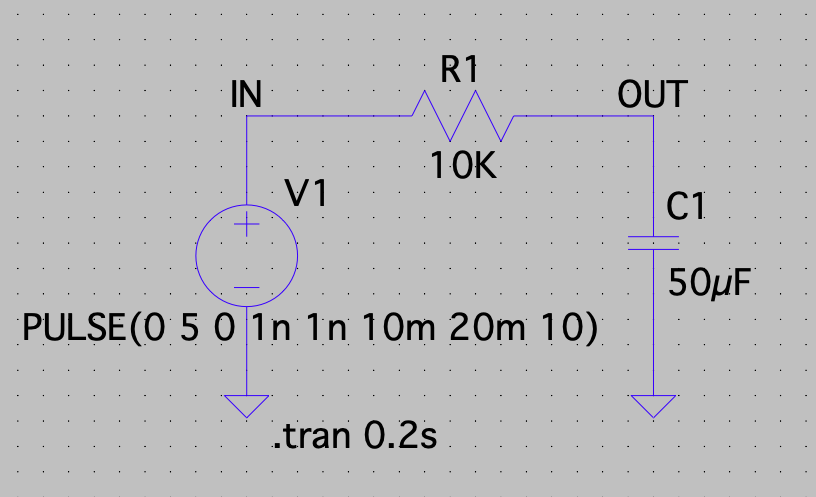 R1
IN
OUT
10K
V1
C1
50µF
PULSE(0 5 0 1n 1n 10m 20m 10)
.tran 0.2s